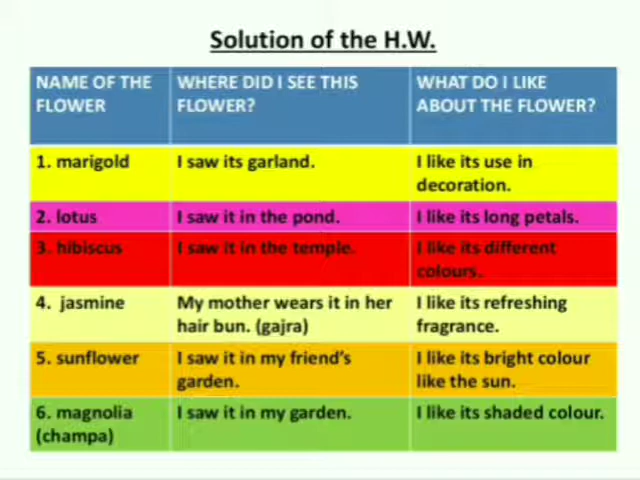 Solution of the H.W.
NAME OF THE FLOWER | WHERE DID I SEE THIS FLOWER? | WHAT DO I LIKE ABOUT THE FLOWER?
1. marigold | I saw its garland. | I like its use in decoration.
2. lotus | I saw it in the pond. | I like its long petals.
3. hibiscus | I saw it in the temple. | I like its different colours.
4. jasmine | My mother wears it in her hair bun. (gajra) | I like its refreshing fragrance.
5. sunflower | I saw it in my friend's garden. | I like its bright colour like the sun.
6. magnolia (champa) | I saw it in my garden. | I like its shaded colour.